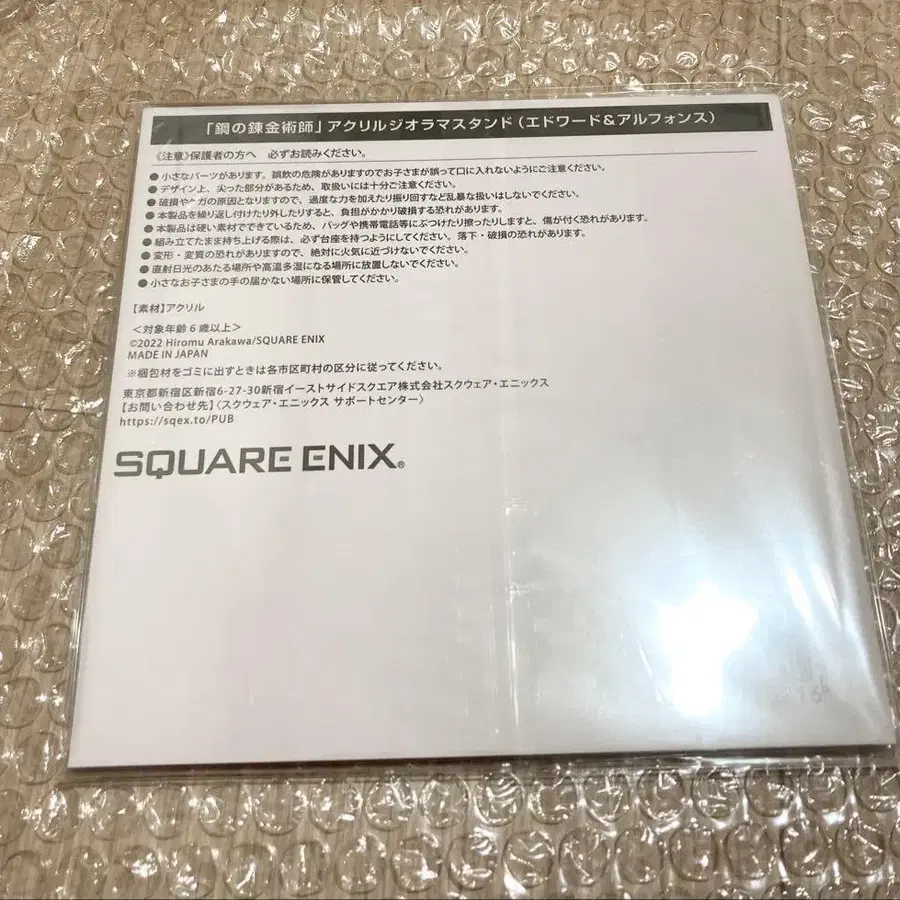 「鋼の錬金術師」アクリルジオラマスタンド(エドワード&アルフォンス)
《注意》保護者の方へ 必ずお読みください。
●小さなパーツがあります。誤飲の危険がありますのでお子さまが誤って口に入れないようにご注意ください。
●デザイン上、尖った部分があるため、取扱いには十分ご注意ください。
●破損やケガの原因となりますので、過度な力を加えたり振り回すなど乱暴な扱いはしないでください。
●本製品を繰り返し付けたり外したりすると、負担がかかり破損する恐れがあります。
●本製品は硬い素材でできているため、バッグや携帯電話等にぶつけたり擦ったりしますと、傷が付く恐れがあります。
●組み立てたまま持ち上げる際は、必ず台座を持つようにしてください。落下・破損の恐れがあります。
●変形・変質の恐れがありますので、絶対に火気に近づけないでください。
●直射日光のあたる場所や高温多湿になる場所に放置しないでください。
●小さなお子さまの手の届かない場所に保管してください。
【素材】アクリル
<対象年齢6歳以上>
©2022 Hiromu Arakawa/SQUARE ENIX
MADE IN JAPAN
※梱包材をゴミに出すときは各市区町村の区分に従ってください。
東京都新宿区新宿6-27-30新宿イーストサイドスクエア株式会社スクウェア・エニックス
【お問い合わせ先】〈スクウェア・エニックス サポートセンター〉
https://sqex.to/PUB
SQUARE ENIX®